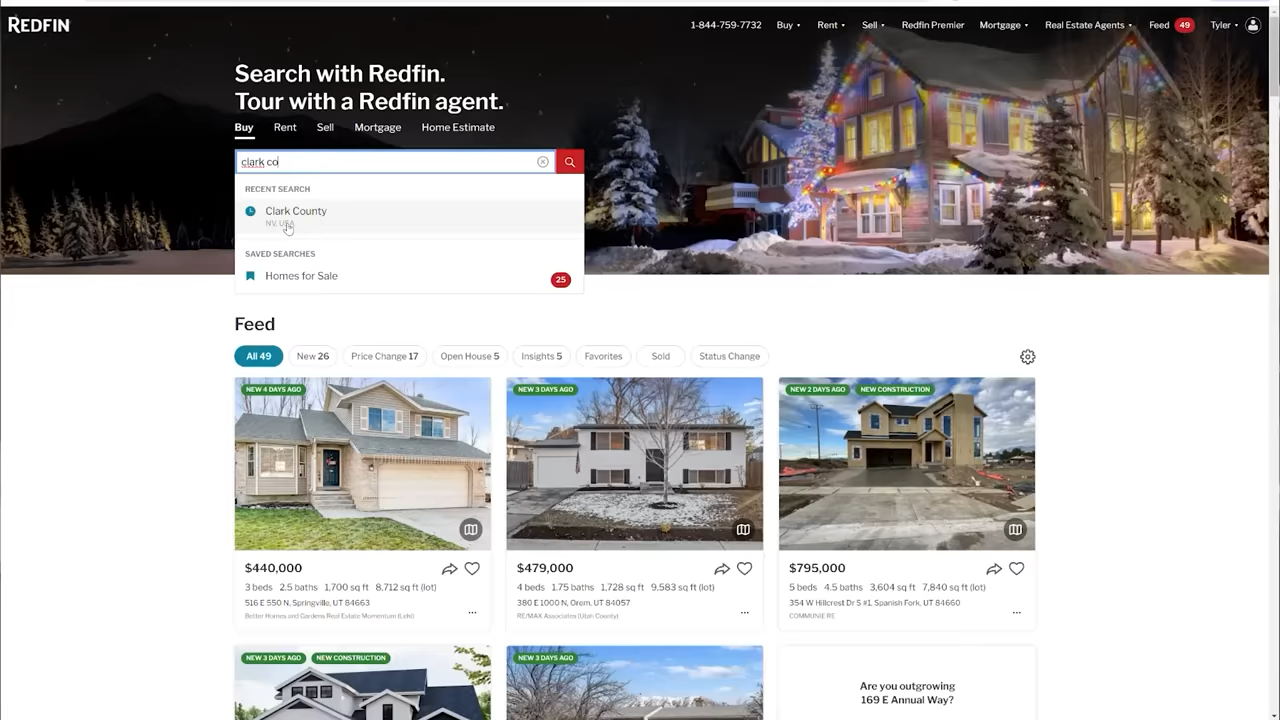 REDFIN
1-844-759-7732 Buy Rent Sell Redfin Premier Mortgage Real Estate Agents Feed 49 Tyler
Search with Redfin.
Tour with a Redfin agent.
Buy Rent Sell Mortgage Home Estimate
clark co
RECENT SEARCH
Clark County
NV, USA
SAVED SEARCHES
Homes for Sale 25
Feed
All 49 New 26 Price Change 17 Open House 5 Insights 5 Favorites Sold Status Change
NEW 4 DAYS AGO
$440,000
3 beds 2.5 baths 1,700 sq ft 8,712 sq ft (lot)
516 E 550 N, Springville, UT 84663
Better Homes and Gardens Real Estate Momentum (Lehi)
NEW 3 DAYS AGO
$479,000
4 beds 1.75 baths 1,728 sq ft 9,583 sq ft (lot)
380 E 1000 N, Orem, UT 84057
RE/MAX Associates (Utah County)
NEW 2 DAYS AGO NEW CONSTRUCTION
$795,000
5 beds 4.5 baths 3,604 sq ft 7,840 sq ft (lot)
354 W Hillcrest Dr S #1, Spanish Fork, UT 84660
COMMUNIE RE
NEW 3 DAYS AGO NEW CONSTRUCTION
NEW 3 DAYS AGO
Are you outgrowing
169 E Annual Way?